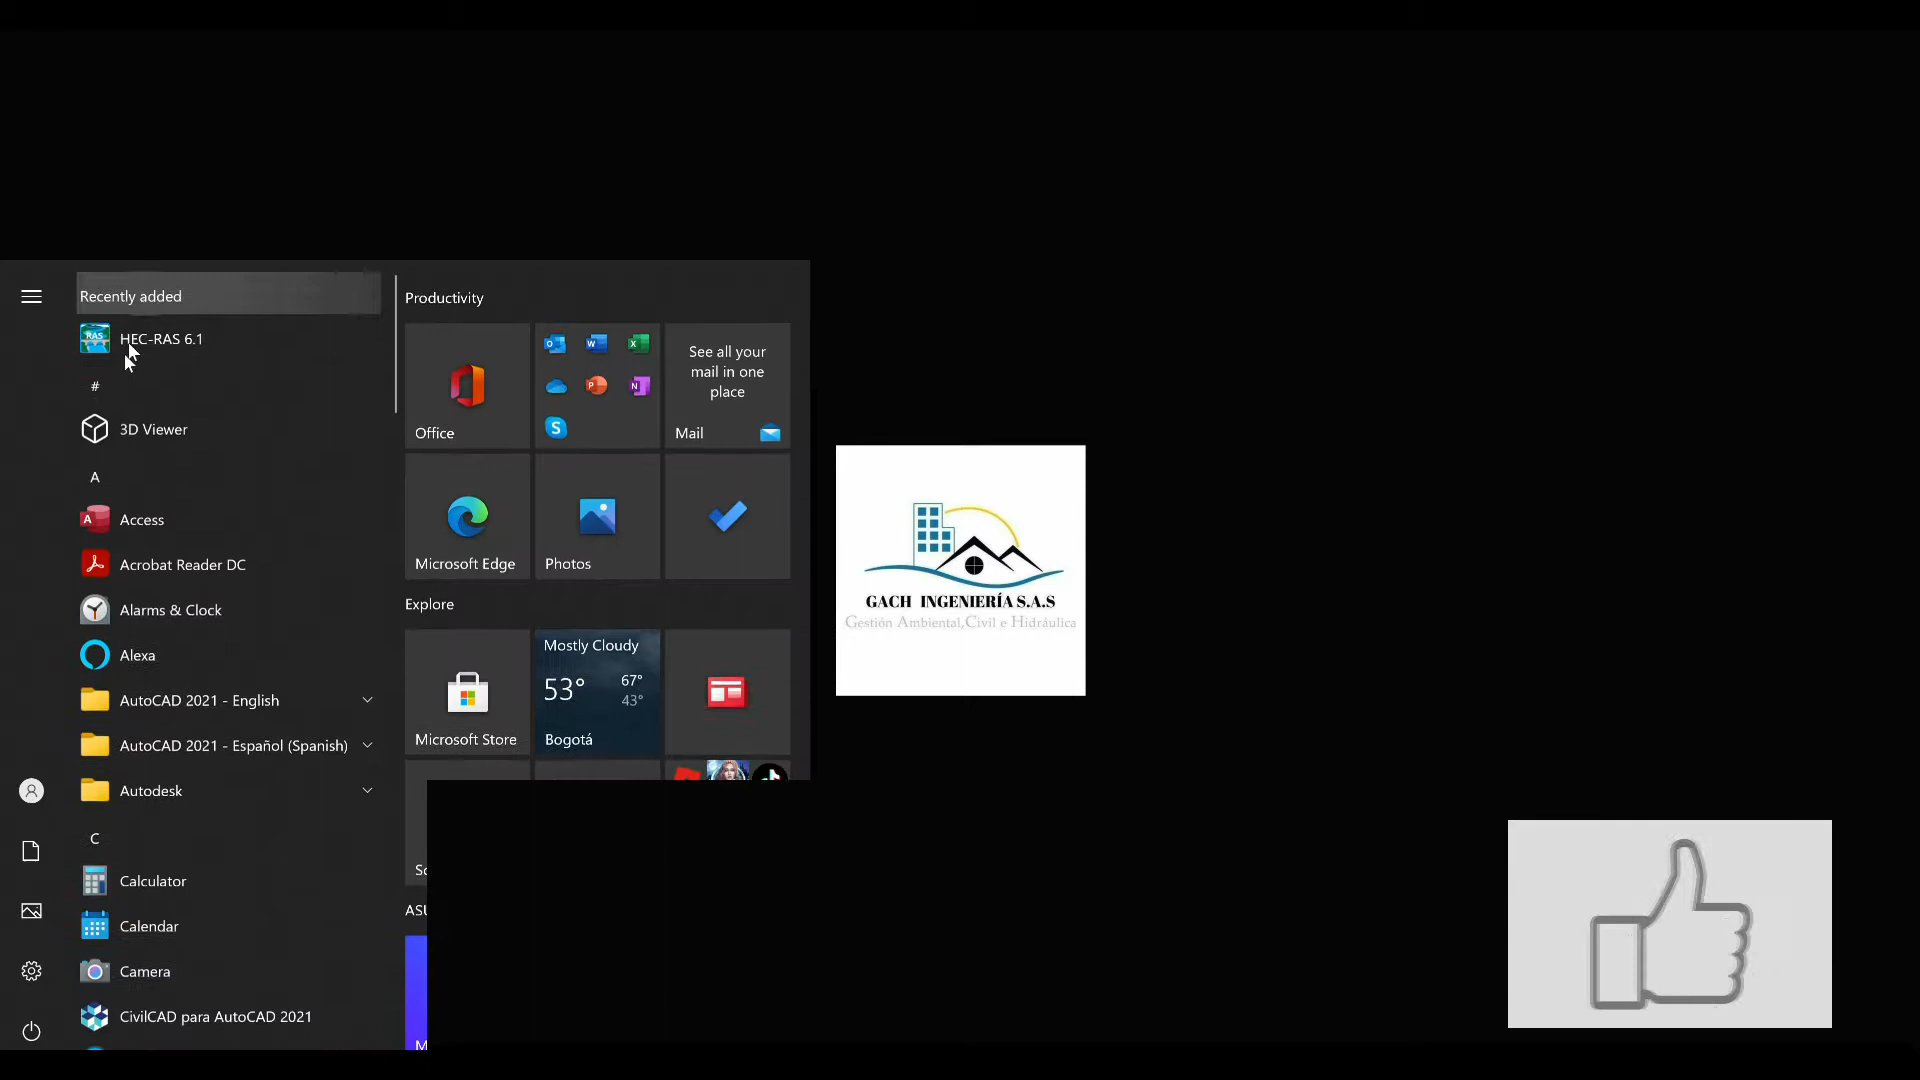 Recently added
HEC-RAS 6.1
#
3D Viewer
A
Access
Acrobat Reader DC
Alarms & Clock
Alexa
AutoCAD 2021 - English
AutoCAD 2021 - Español (Spanish)
Autodesk
C
Calculator
Calendar
Camera
CivilCAD para AutoCAD 2021
Productivity
Office
See all your
mail in one
place
Mail
Microsoft Edge
Photos
Explore
Microsoft Store
Mostly Cloudy
53°
67°
43°
Bogotá
GACH INGENIERÍA S.A.S
Gestión Ambiental,Civil e Hidráulica